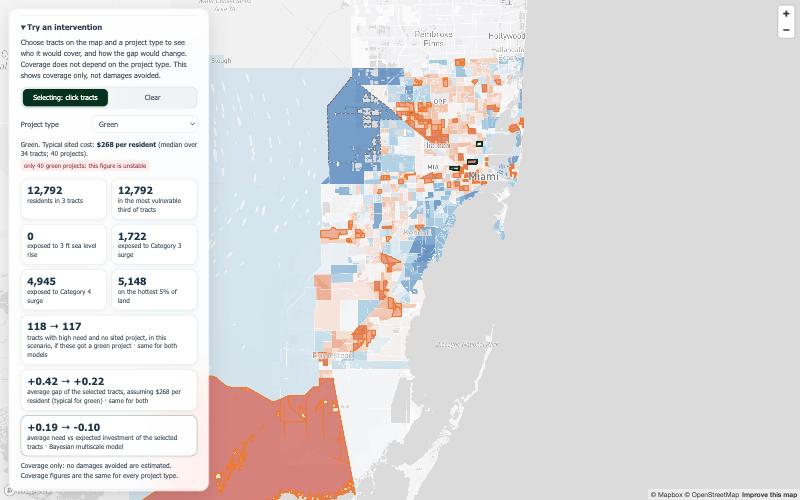 ▾ Try an intervention
Choose tracts on the map and a project type to see
who it would cover, and how the gap would change.
Coverage does not depend on the project type. This
shows coverage only, not damages avoided.
Selecting: click tracts
Clear
Project type
Green
Green. Typical sited cost: $268 per resident (median over
34 tracts; 40 projects).
only 40 green projects: this figure is unstable
12,792
residents in 3 tracts
12,792
in the most vulnerable
third of tracts
0
exposed to 3 ft sea level
rise
1,722
exposed to Category 3
surge
4,945
exposed to Category 4
surge
5,148
on the hottest 5% of
land
118 → 117
tracts with high need and no sited project, in this
scenario, if these got a green project · same for both
models
+0.42 → +0.22
average gap of the selected tracts, assuming $268 per
resident (typical for green) · same for both
+0.19 → -0.10
average need vs expected investment of the selected
tracts · Bayesian multiscale model
Coverage only: no damages avoided are estimated.
Coverage figures are the same for every project type.
Pembroke
Pines
Hollywood
Hallandale
Beach
OPF
Hialeah
MIA
Miami
Homestead
Biscayne National Park
+
−
© Mapbox © OpenStreetMap Improve this map